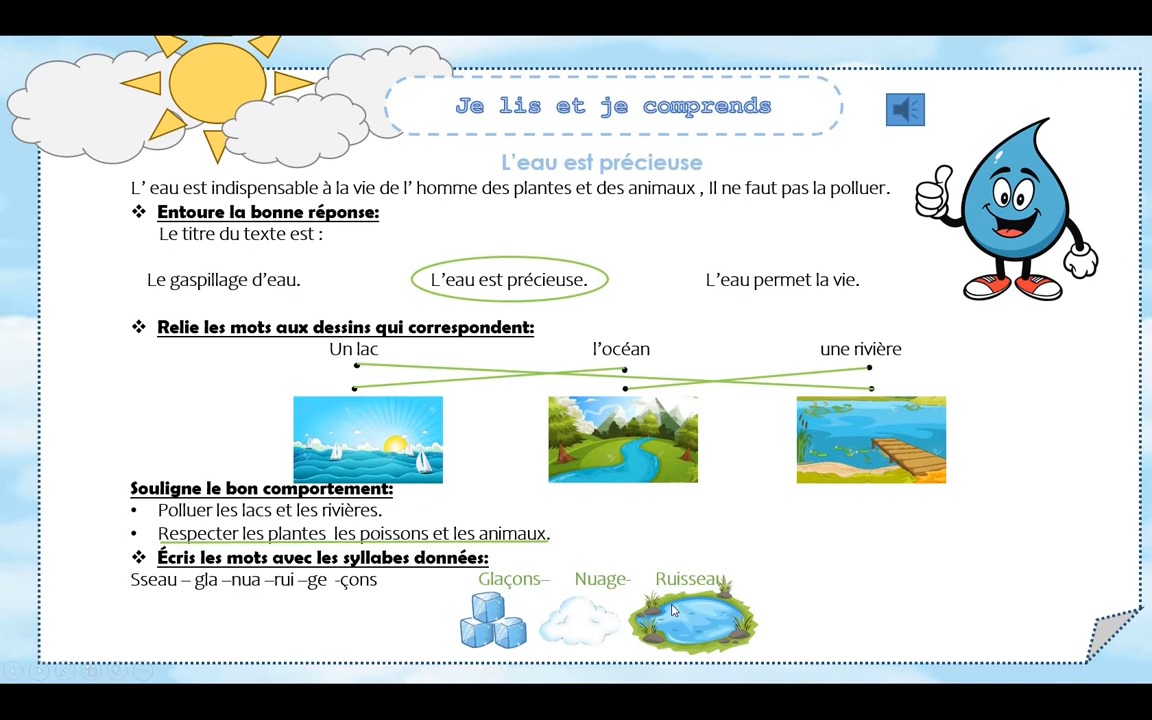 Je lis et je comprends
L'eau est précieuse
L' eau est indispensable à la vie de l' homme des plantes et des animaux , Il ne faut pas la polluer.
❖ Entoure la bonne réponse:
Le titre du texte est :
Le gaspillage d'eau. L'eau est précieuse. L'eau permet la vie.
❖ Relie les mots aux dessins qui correspondent:
Un lac l'océan une rivière
Souligne le bon comportement:
• Polluer les lacs et les rivières.
• Respecter les plantes les poissons et les animaux.
❖ Écris les mots avec les syllabes données:
Sseau – gla –nua –rui –ge -çons Glaçons– Nuage- Ruisseau